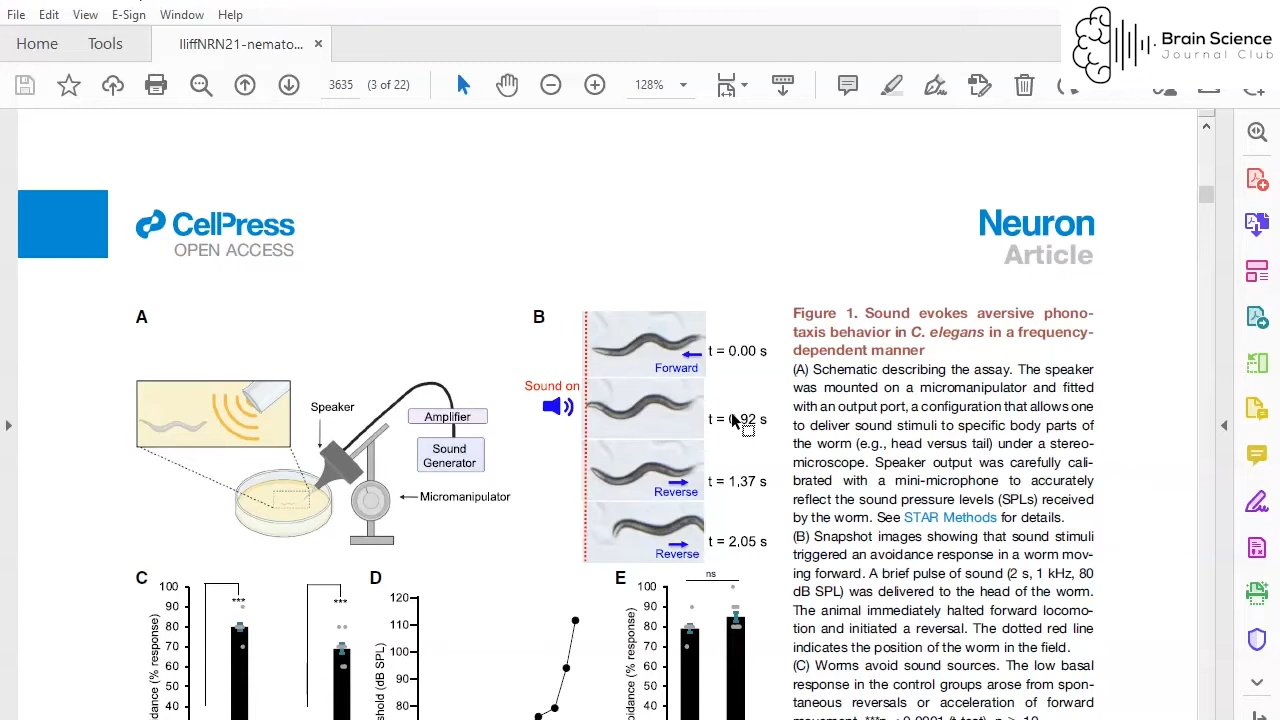 File Edit View E-Sign Window Help
Brain Science
Journal Club
Home Tools IliffNRN21-nemato... ×
3635 (3 of 22) 128%
CellPress
OPEN ACCESS
Neuron
Article
A
Speaker
Amplifier
Sound
Generator
Micromanipulator
B
Sound on
Forward
t = 0.00 s
t = 0.92 s
Reverse
t = 1.37 s
Reverse
t = 2.05 s
Figure 1. Sound evokes aversive phono-
taxis behavior in C. elegans in a frequency-
dependent manner
(A) Schematic describing the assay. The speaker
was mounted on a micromanipulator and fitted
with an output port, a configuration that allows one
to deliver sound stimuli to specific body parts of
the worm (e.g., head versus tail) under a stereo-
microscope. Speaker output was carefully cali-
brated with a mini-microphone to accurately
reflect the sound pressure levels (SPLs) received
by the worm. See STAR Methods for details.
(B) Snapshot images showing that sound stimuli
triggered an avoidance response in a worm mov-
ing forward. A brief pulse of sound (2 s, 1 kHz, 80
dB SPL) was delivered to the head of the worm.
The animal immediately halted forward locomo-
tion and initiated a reversal. The dotted red line
indicates the position of the worm in the field.
(C) Worms avoid sound sources. The low basal
response in the control groups arose from spon-
taneous reversals or acceleration of forward
C
100
90
80
70
60
50
40
(% response)
***
***
D
120
110
100
90
80
(dB SPL)
E
100
90
80
70
60
50
40
(% response)
ns